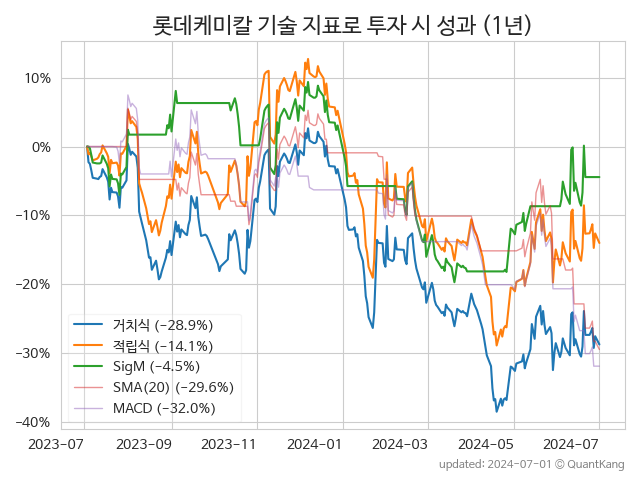 롯데케미칼 기술 지표로 투자 시 성과 (1년)
10%
0%
−10%
−20%
−30%
−40%
거치식 (−28.9%)
적립식 (−14.1%)
SigM (−4.5%)
SMA(20) (−29.6%)
MACD (−32.0%)
2023-07 2023-09 2023-11 2024-01 2024-03 2024-05 2024-07
updated: 2024-07-01 © QuantKang